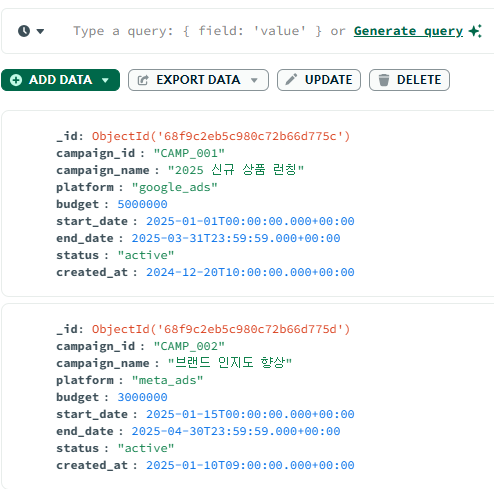 Type a query: { field: 'value' } or Generate query
ADD DATA EXPORT DATA UPDATE DELETE
_id: ObjectId('68f9c2eb5c980c72b66d775c')
campaign_id : "CAMP_001"
campaign_name : "2025 신규 상품 런칭"
platform : "google_ads"
budget : 5000000
start_date : 2025-01-01T00:00:00.000+00:00
end_date : 2025-03-31T23:59:59.000+00:00
status : "active"
created_at : 2024-12-20T10:00:00.000+00:00
_id: ObjectId('68f9c2eb5c980c72b66d775d')
campaign_id : "CAMP_002"
campaign_name : "브랜드 인지도 향상"
platform : "meta_ads"
budget : 3000000
start_date : 2025-01-15T00:00:00.000+00:00
end_date : 2025-04-30T23:59:59.000+00:00
status : "active"
created_at : 2025-01-10T09:00:00.000+00:00